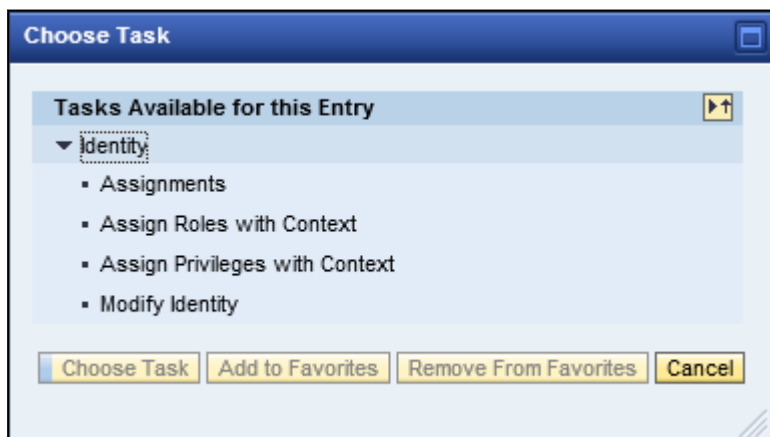 Choose Task
Tasks Available for this Entry
Identity
Assignments
Assign Roles with Context
Assign Privileges with Context
Modify Identity
Choose Task Add to Favorites Remove From Favorites Cancel